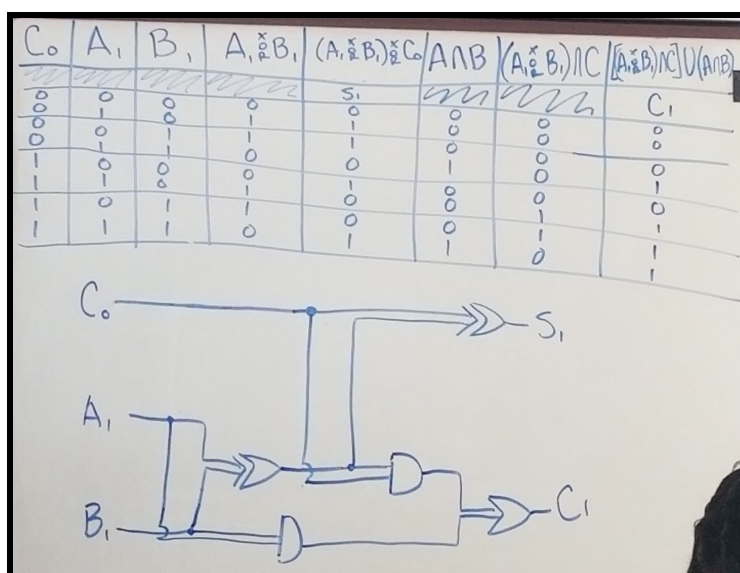 C₀ A₁ B₁ A₁ xor B₁ (A₁ xor B₁) xor C₀ A∩B (A₁ xor B₁)∩C [(A₁ xor B₁)∩C]∪(A∩B)
S₁ C₁
0 0 0 0 0 0 0 0
0 1 0 1 1 0 0 0
0 0 1 1 1 0 0
0 1 1 0 0 1 0 1
1 0 0 0 1 0 0 0
1 1 0 1 0 0 1 1
1 0 1 1 0 0 1 1
1 1 1 0 1 1 0 1
C₀
S₁
A₁
B₁
C₁